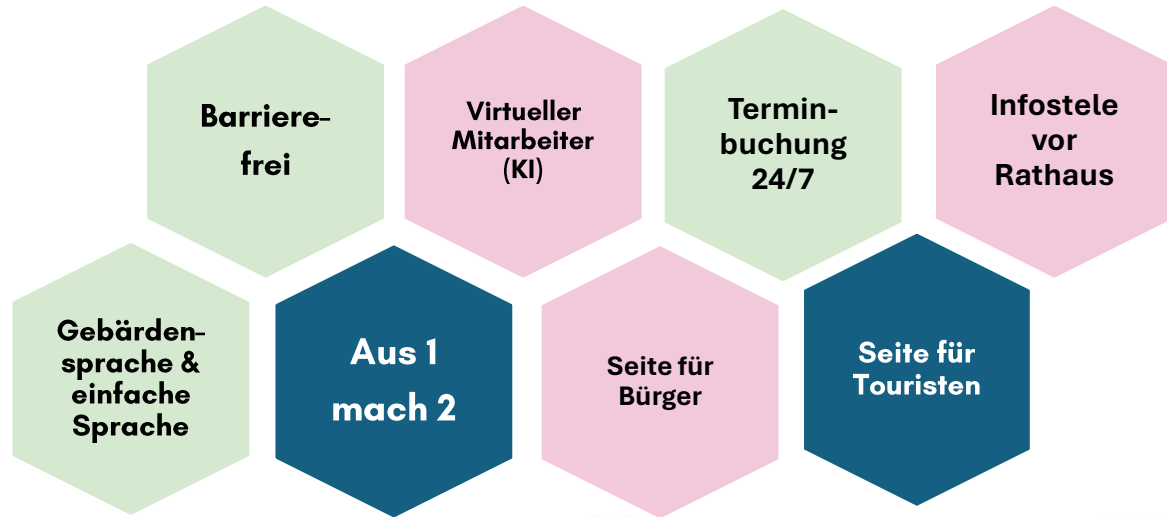 Barriere-
frei
Virtueller
Mitarbeiter
(KI)
Termin-
buchung
24/7
Infostele
vor
Rathaus
Gebärden-
sprache &
einfache
Sprache
Aus 1
mach 2
Seite für
Bürger
Seite für
Touristen